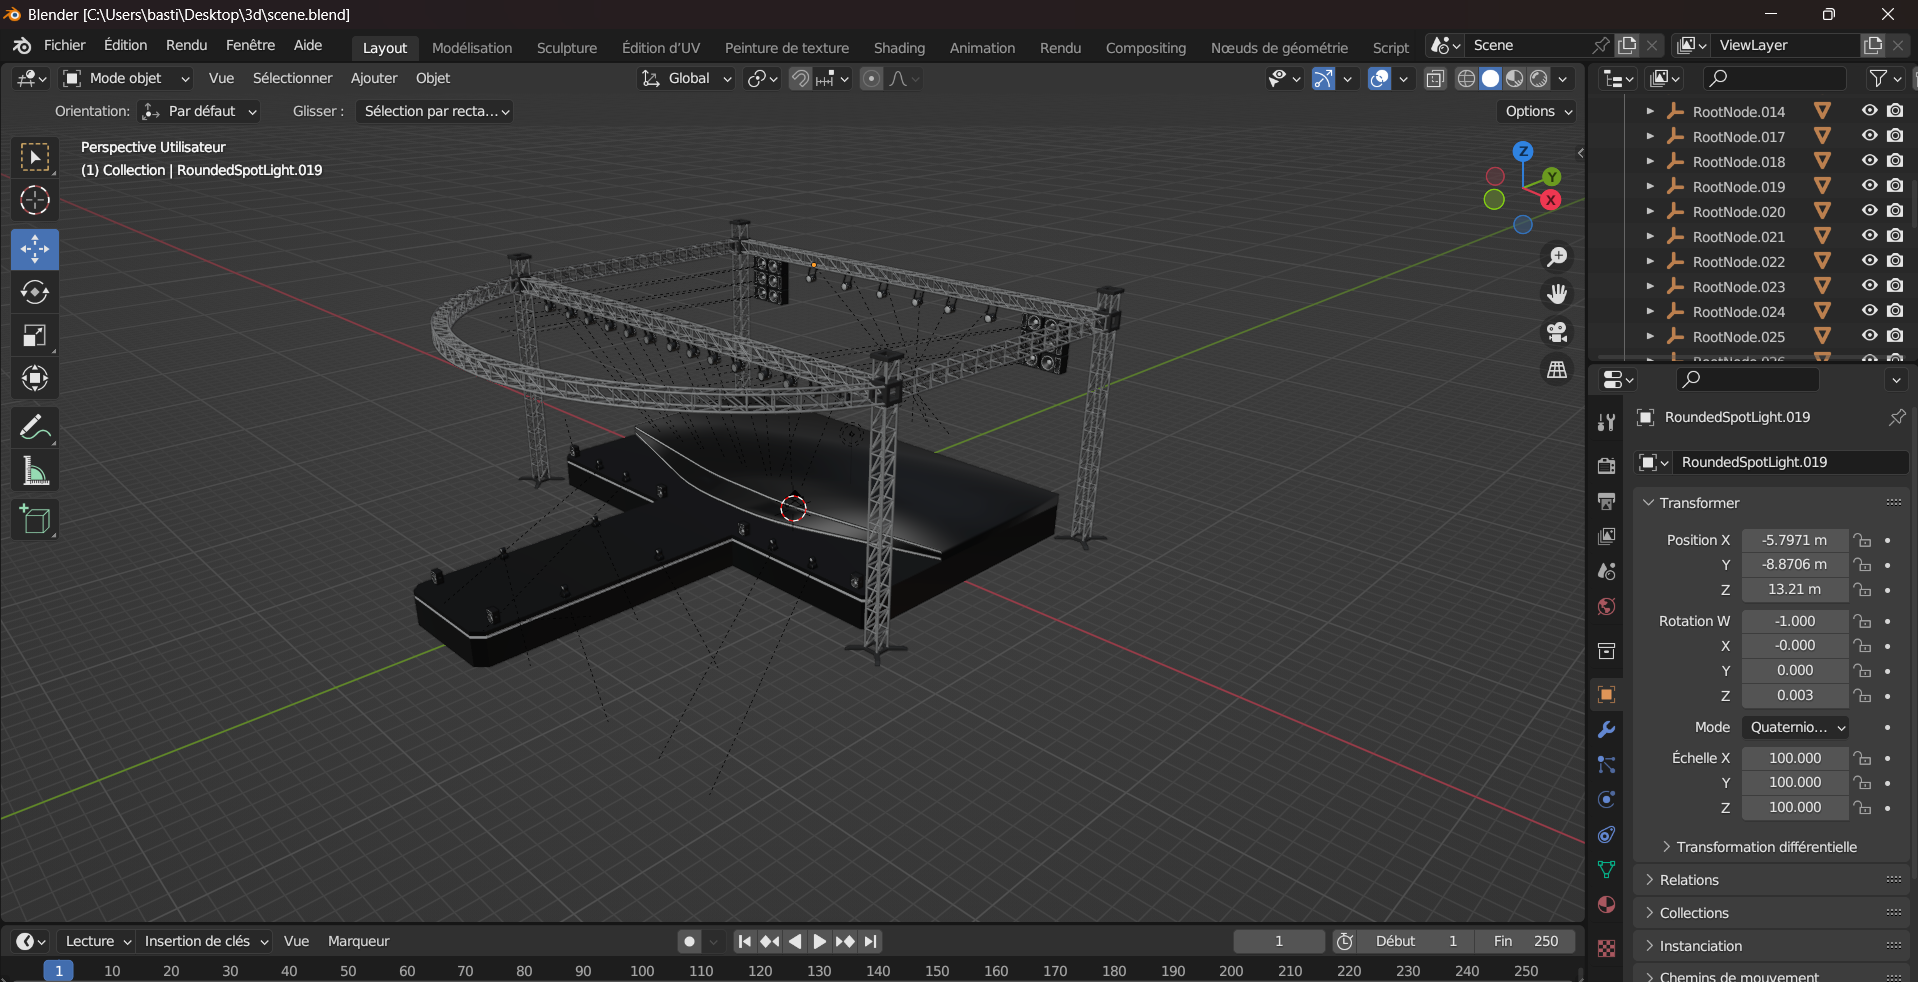 Blender [C:\Users\basti\Desktop\3d\scene.blend]
Fichier Édition Rendu Fenêtre Aide Layout Modélisation Sculpture Édition d'UV Peinture de texture Shading Animation Rendu Compositing Nœuds de géométrie Script Scene ViewLayer
Mode objet Vue Sélectionner Ajouter Objet Global
Orientation: Par défaut Glisser : Sélection par recta... Options
Perspective Utilisateur
(1) Collection | RoundedSpotLight.019
Z
Y
X
RootNode.014
RootNode.017
RootNode.018
RootNode.019
RootNode.020
RootNode.021
RootNode.022
RootNode.023
RootNode.024
RootNode.025
RootNode.026
RoundedSpotLight.019
RoundedSpotLight.019
Transformer
Position X -5.7971 m
Y -8.8706 m
Z 13.21 m
Rotation W -1.000
X -0.000
Y 0.000
Z 0.003
Mode Quaternio...
Échelle X 100.000
Y 100.000
Z 100.000
Transformation différentielle
Relations
Collections
Instanciation
Chemins de mouvement
Lecture Insertion de clés Vue Marqueur 1 Début 1 Fin 250
1 10 20 30 40 50 60 70 80 90 100 110 120 130 140 150 160 170 180 190 200 210 220 230 240 250